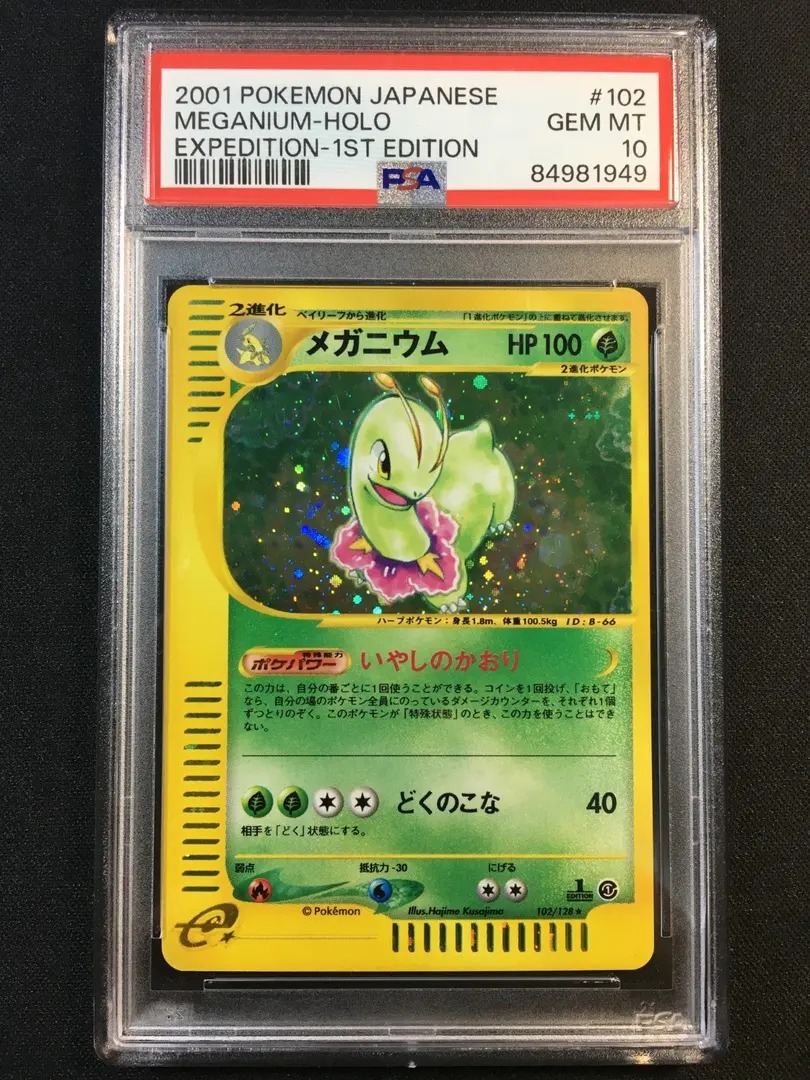 2001 POKEMON JAPANESE #102
MEGANIUM-HOLO GEM MT
EXPEDITION-1ST EDITION 10
PSA 84981949
2進化 ベイリーフから進化 「1進化ポケモン」の上に重ねて進化させます。
メガニウム HP 100
2進化ポケモン
ハーブポケモン:身長1.8m、体重100.5kg ID:B-66
特殊能力
ポケパワー いやしのかおり
この力は、自分の番ごとに1回使うことができる。コインを1回投げ、「おもて」
なら、自分の場のポケモン全員にのっているダメージカウンターを、それぞれ1個
ずつとりのぞく。このポケモンが「特殊状態」のとき、この力を使うことはでき
ない。
どくのこな 40
相手を「どく」状態にする。
弱点 抵抗力 -30 にげる
1 EDITION
© Pokémon Illus.Hajime Kusajima 102/128★
e
PSA